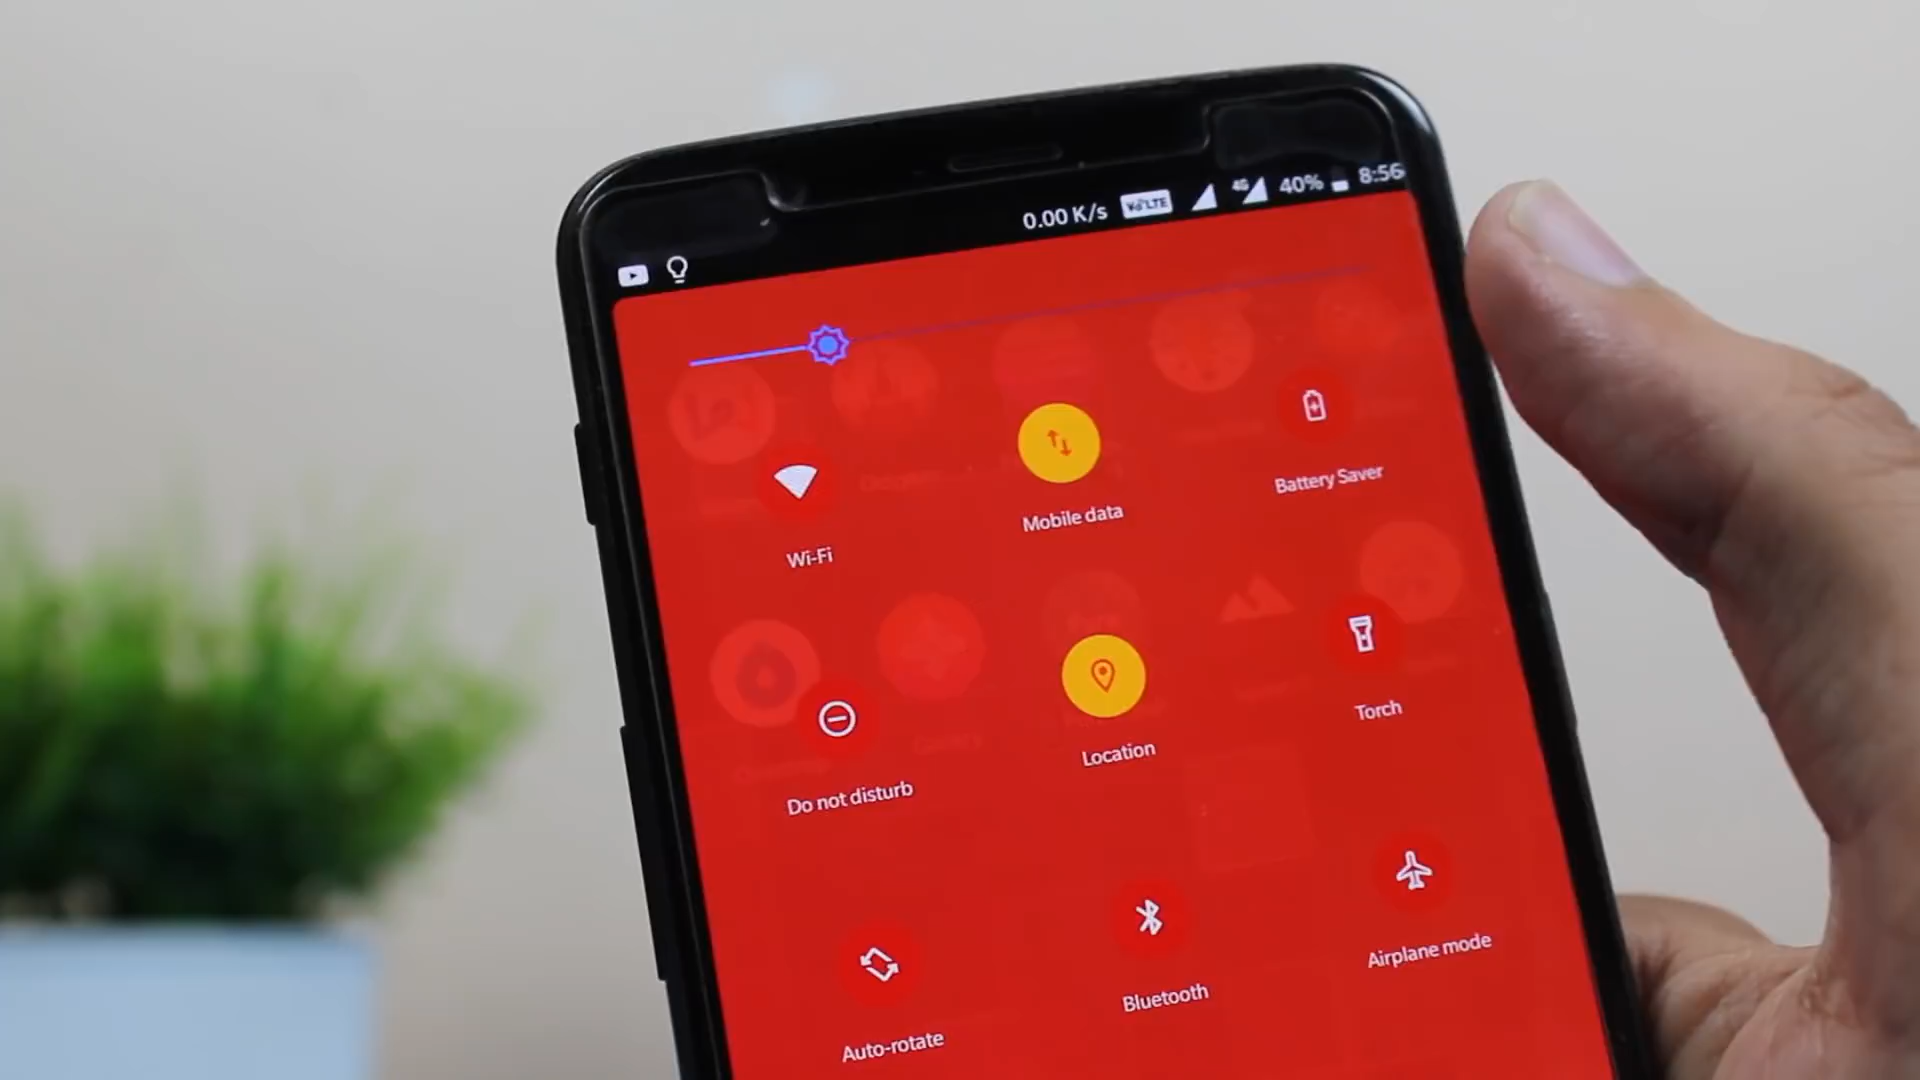 0.00 K/s VoLTE 4G 40% 8:56
Wi-Fi
Mobile data
Battery Saver
Do not disturb
Location
Torch
Auto-rotate
Bluetooth
Airplane mode